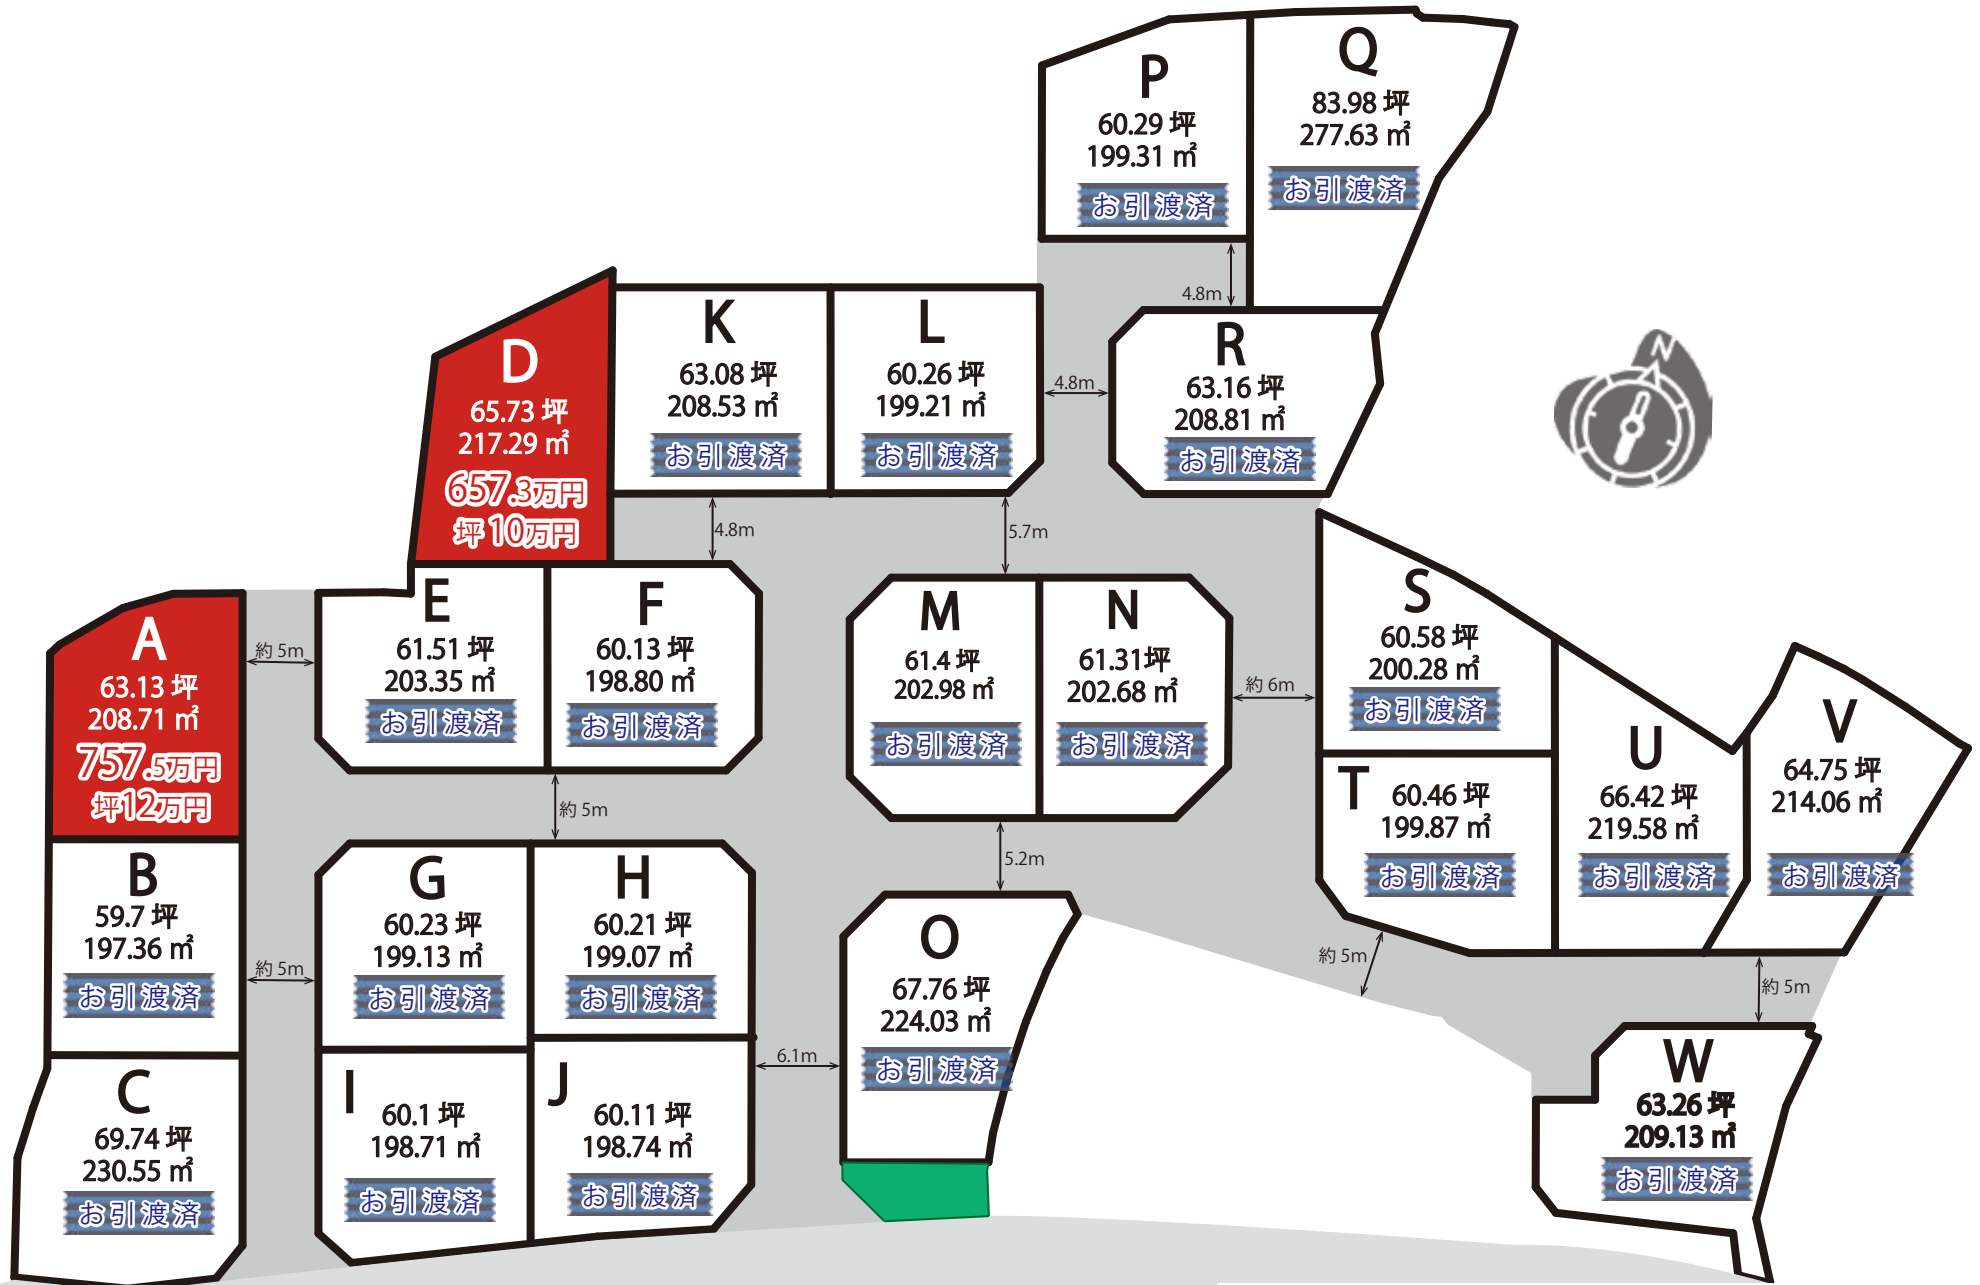 P
60.29 坪
199.31 ㎡
お引渡済
Q
83.98 坪
277.63 ㎡
お引渡済
4.8m
D
65.73 坪
217.29 ㎡
657.3万円
坪10万円
K
63.08 坪
208.53 ㎡
お引渡済
L
60.26 坪
199.21 ㎡
お引渡済
4.8m
R
63.16 坪
208.81 ㎡
お引渡済
N
4.8m
5.7m
A
63.13 坪
208.71 ㎡
757.5万円
坪12万円
約 5m
E
61.51 坪
203.35 ㎡
お引渡済
F
60.13 坪
198.80 ㎡
お引渡済
M
61.4 坪
202.98 ㎡
お引渡済
N
61.31坪
202.68 ㎡
お引渡済
約 6m
S
60.58 坪
200.28 ㎡
お引渡済
T
60.46 坪
199.87 ㎡
お引渡済
U
66.42 坪
219.58 ㎡
お引渡済
V
64.75 坪
214.06 ㎡
お引渡済
約 5m
5.2m
B
59.7 坪
197.36 ㎡
お引渡済
約 5m
G
60.23 坪
199.13 ㎡
お引渡済
H
60.21 坪
199.07 ㎡
お引渡済
O
67.76 坪
224.03 ㎡
お引渡済
約 5m
約 5m
C
69.74 坪
230.55 ㎡
お引渡済
I
60.1 坪
198.71 ㎡
お引渡済
J
60.11 坪
198.74 ㎡
お引渡済
6.1m
W
63.26 坪
209.13 ㎡
お引渡済